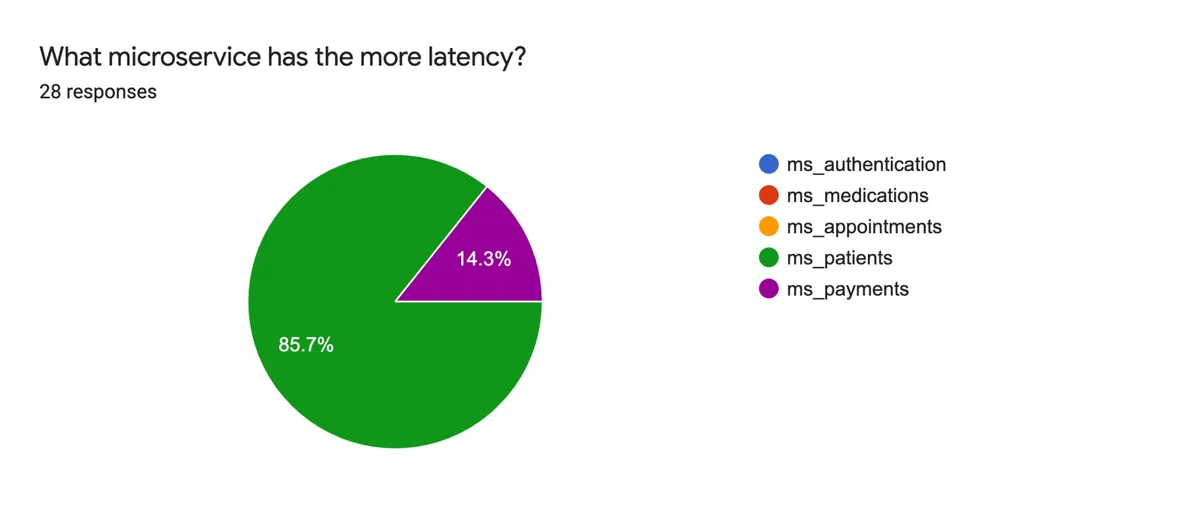 What microservice has the more latency?
28 responses
ms_authentication
ms_medications
ms_appointments
ms_patients
ms_payments
14.3%
85.7%